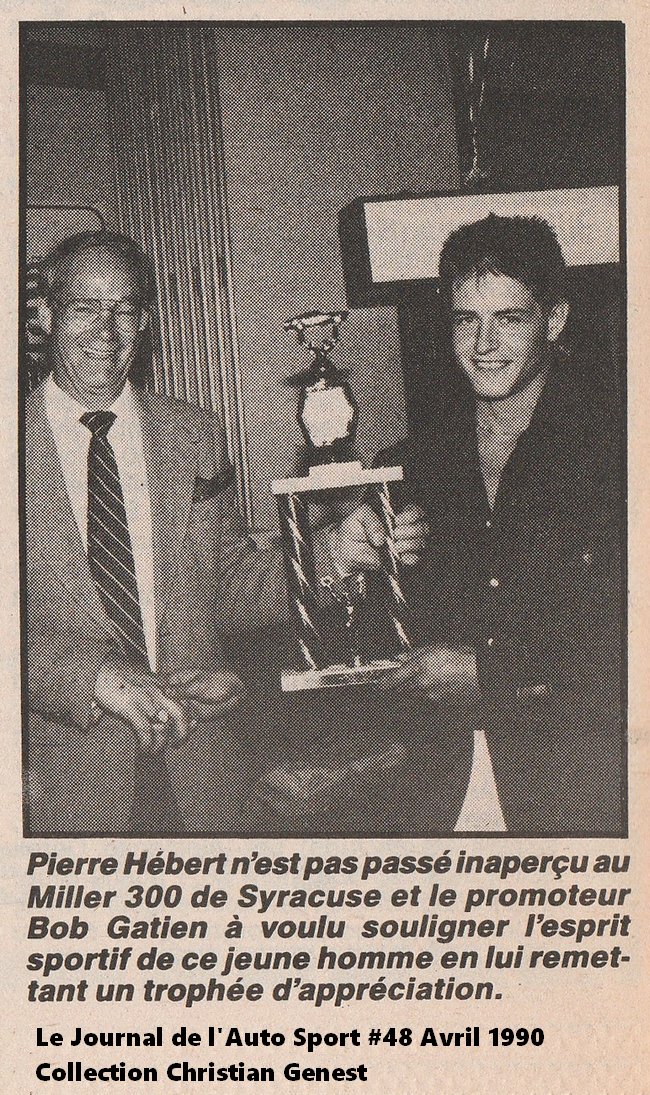 Pierre Hébert n'est pas passé inaperçu au
Miller 300 de Syracuse et le promoteur
Bob Gatien à voulu souligner l'esprit
sportif de ce jeune homme en lui remet-
tant un trophée d'appréciation.
Le Journal de l'Auto Sport #48 Avril 1990
Collection Christian Genest